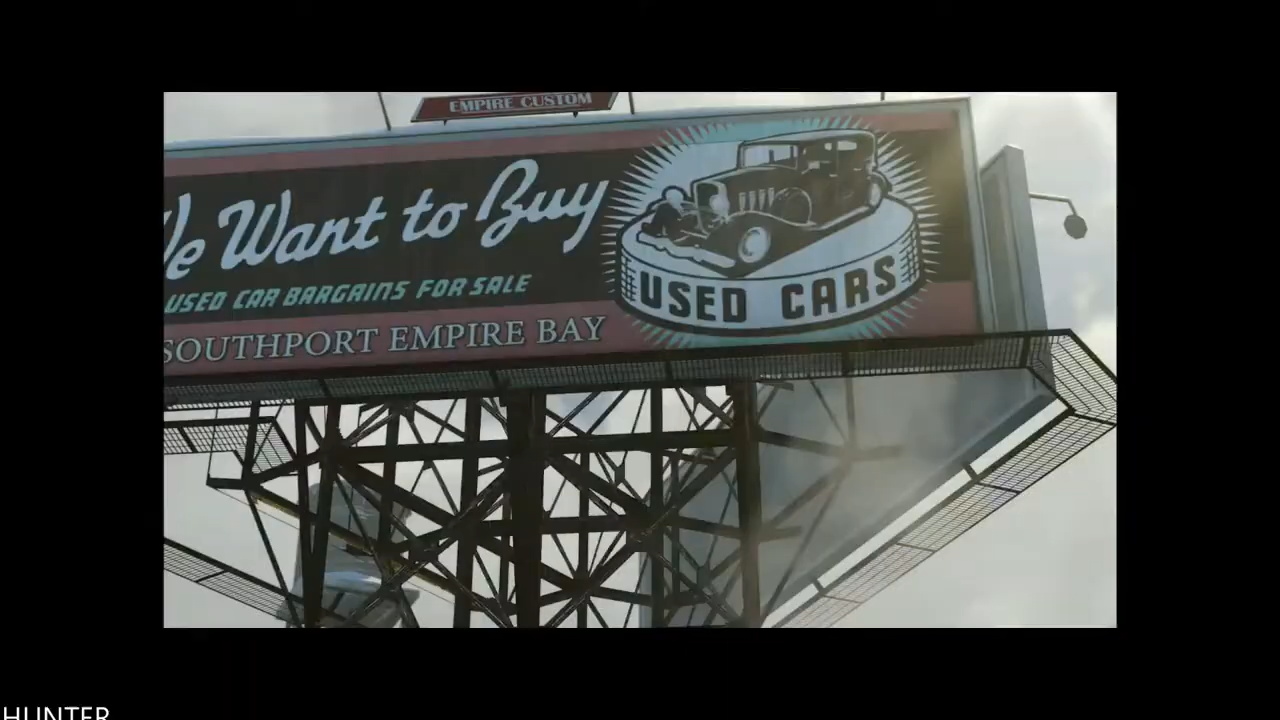 EMPIRE CUSTOM
We Want to Buy
USED CAR BARGAINS FOR SALE
SOUTHPORT EMPIRE BAY
USED CARS
HUNTER